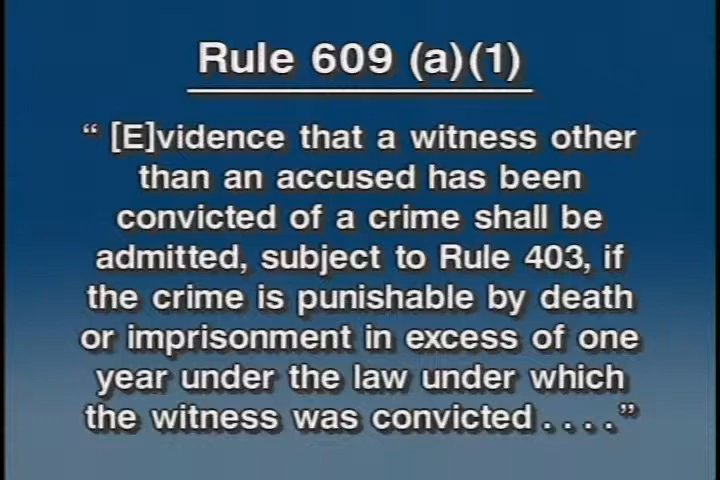 Rule 609 (a)(1)
“ [E]vidence that a witness other
than an accused has been
convicted of a crime shall be
admitted, subject to Rule 403, if
the crime is punishable by death
or imprisonment in excess of one
year under the law under which
the witness was convicted . . . .”